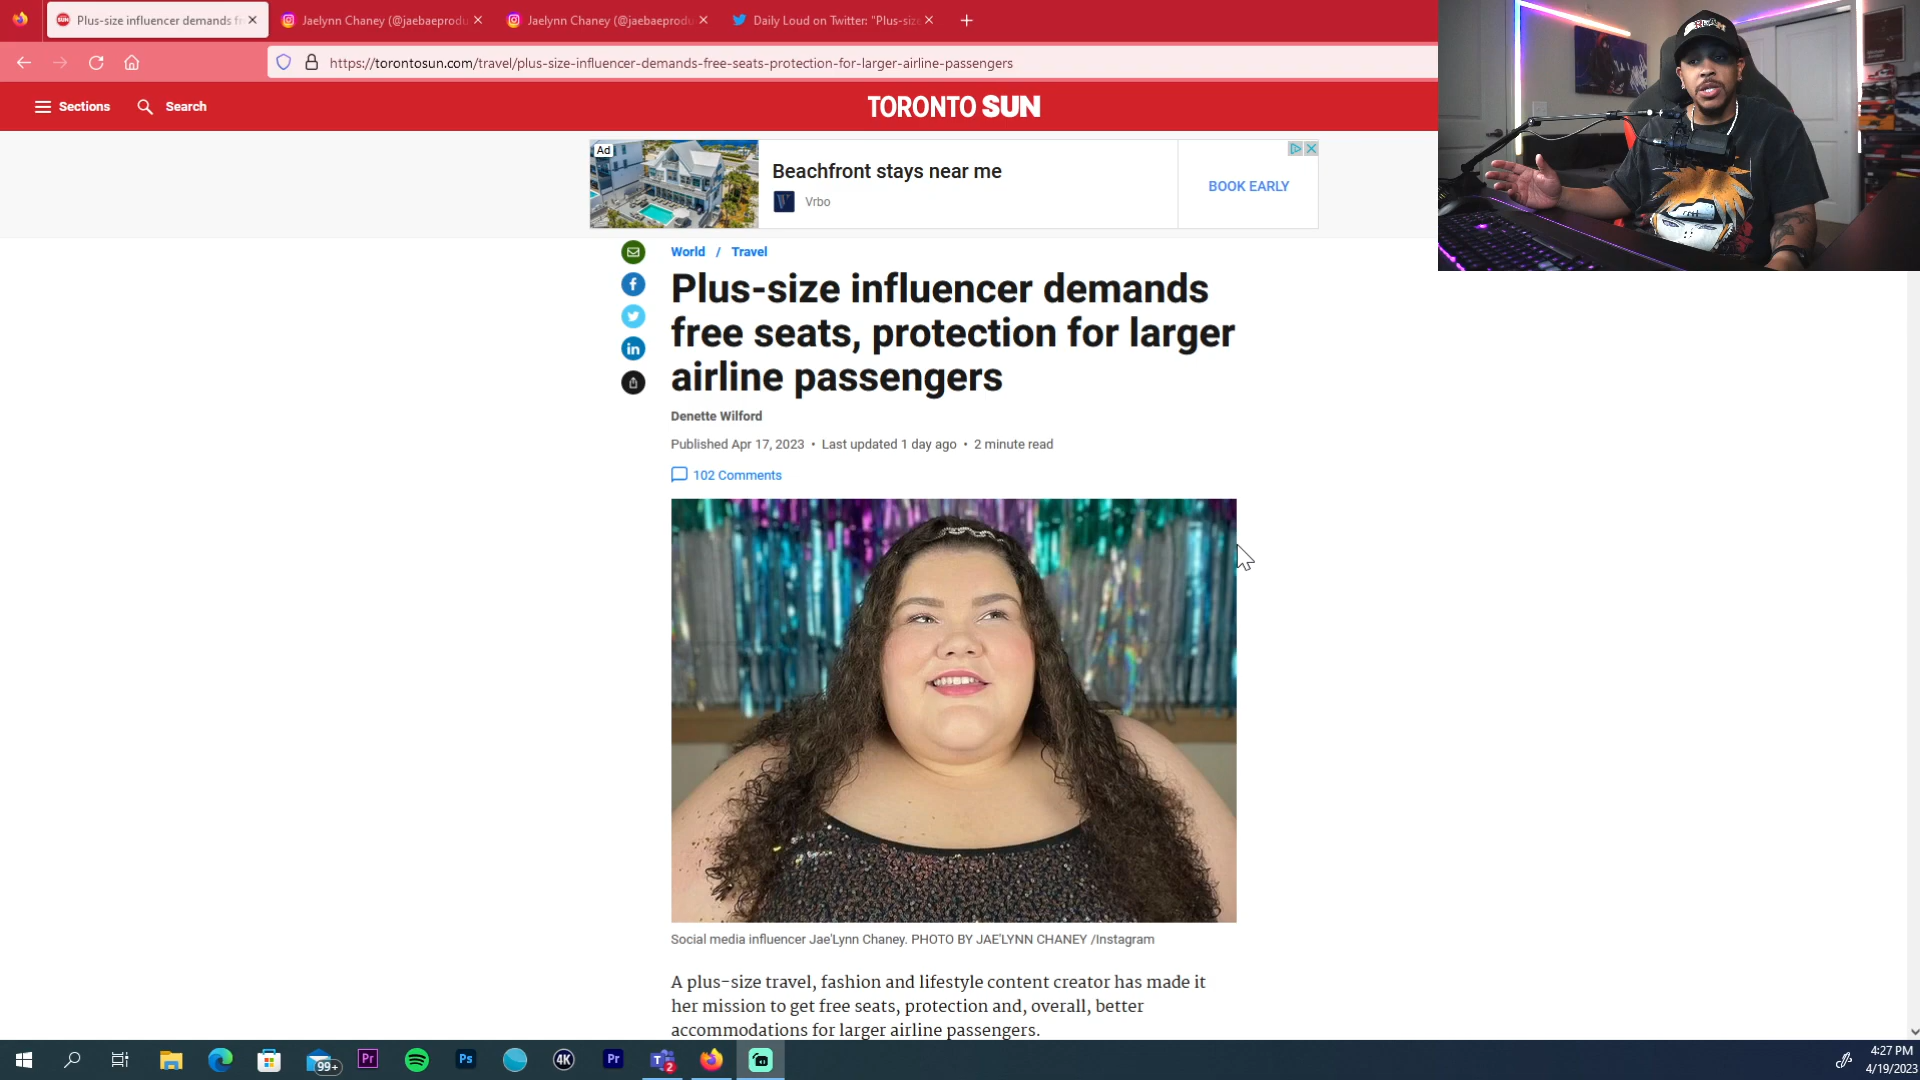 Plus-size influencer demands fr
Jaelynn Chaney (@jaebaeprodu
Jaelynn Chaney (@jaebaeprodu
Daily Loud on Twitter: "Plus-size
https://torontosun.com/travel/plus-size-influencer-demands-free-seats-protection-for-larger-airline-passengers
Sections
Search
TORONTO SUN
Ad
Beachfront stays near me
Vrbo
BOOK EARLY
World / Travel
Plus-size influencer demands
free seats, protection for larger
airline passengers
Denette Wilford
Published Apr 17, 2023 • Last updated 1 day ago • 2 minute read
102 Comments
Social media influencer Jae'Lynn Chaney. PHOTO BY JAE'LYNN CHANEY /Instagram
A plus-size travel, fashion and lifestyle content creator has made it
her mission to get free seats, protection and, overall, better
accommodations for larger airline passengers.
99+
Pr
Ps
4K
Pr
T 2
4:27 PM
4/19/2023